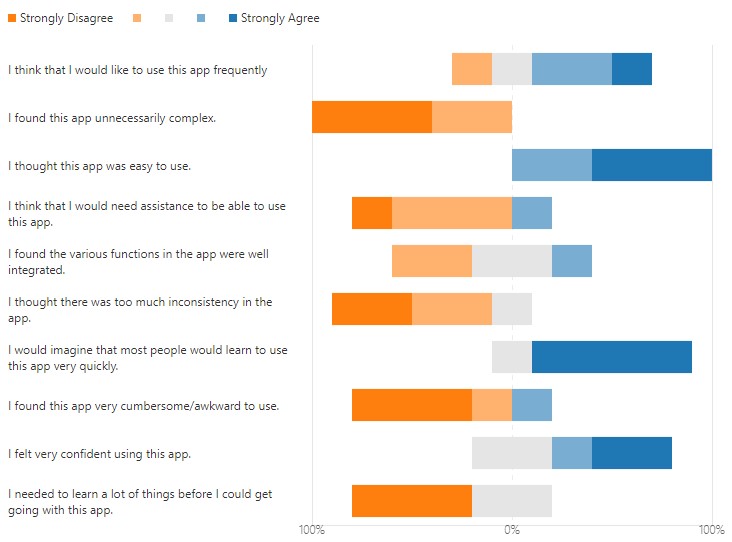 Strongly Disagree Strongly Agree
I think that I would like to use this app frequently
I found this app unnecessarily complex.
I thought this app was easy to use.
I think that I would need assistance to be able to use
this app.
I found the various functions in the app were well
integrated.
I thought there was too much inconsistency in the
app.
I would imagine that most people would learn to use
this app very quickly.
I found this app very cumbersome/awkward to use.
I felt very confident using this app.
I needed to learn a lot of things before I could get
going with this app.
100% 0% 100%